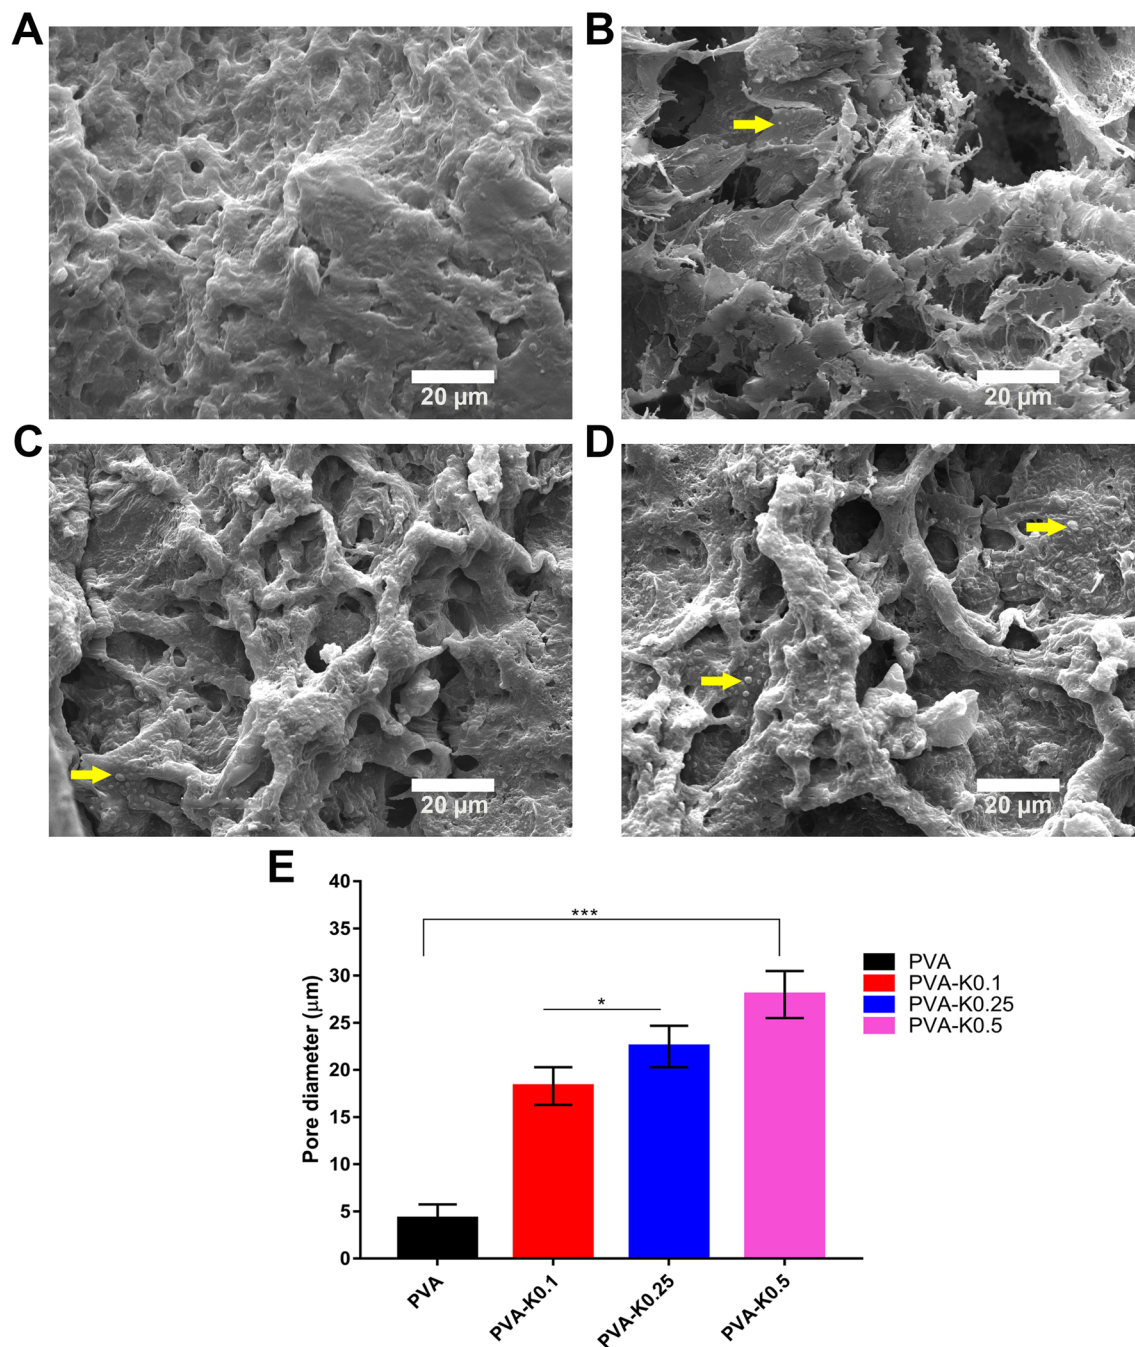 A
B
20 µm
20 µm
C
D
20 µm
20 µm
E
Pore diameter (μm)
40
35
30
25
20
15
10
5
0
***
*
PVA
PVA-K0.1
PVA-K0.25
PVA-K0.5
PVA
PVA-K0.1
PVA-K0.25
PVA-K0.5